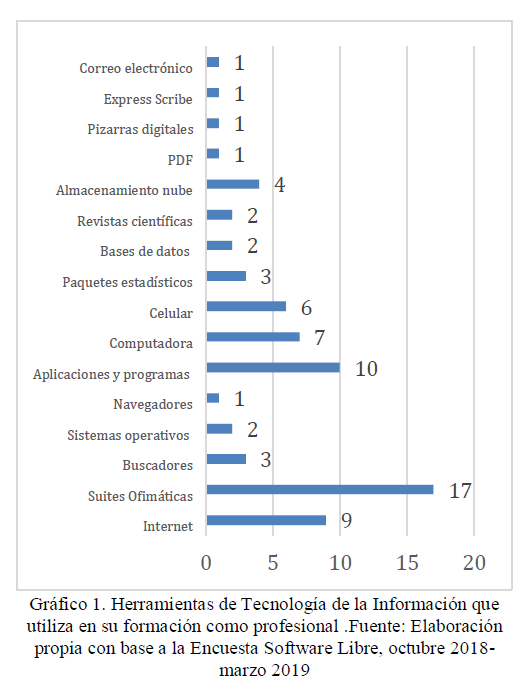 Correo electrónico 1
Express Scribe 1
Pizarras digitales 1
PDF 1
Almacenamiento nube 4
Revistas científicas 2
Bases de datos 2
Paquetes estadísticos 3
Celular 6
Computadora 7
Aplicaciones y programas 10
Navegadores 1
Sistemas operativos 2
Buscadores 3
Suites Ofimáticas 17
Internet 9
0 5 10 15 20
Gráfico 1. Herramientas de Tecnología de la Información que
utiliza en su formación como profesional .Fuente: Elaboración
propia con base a la Encuesta Software Libre, octubre 2018-
marzo 2019